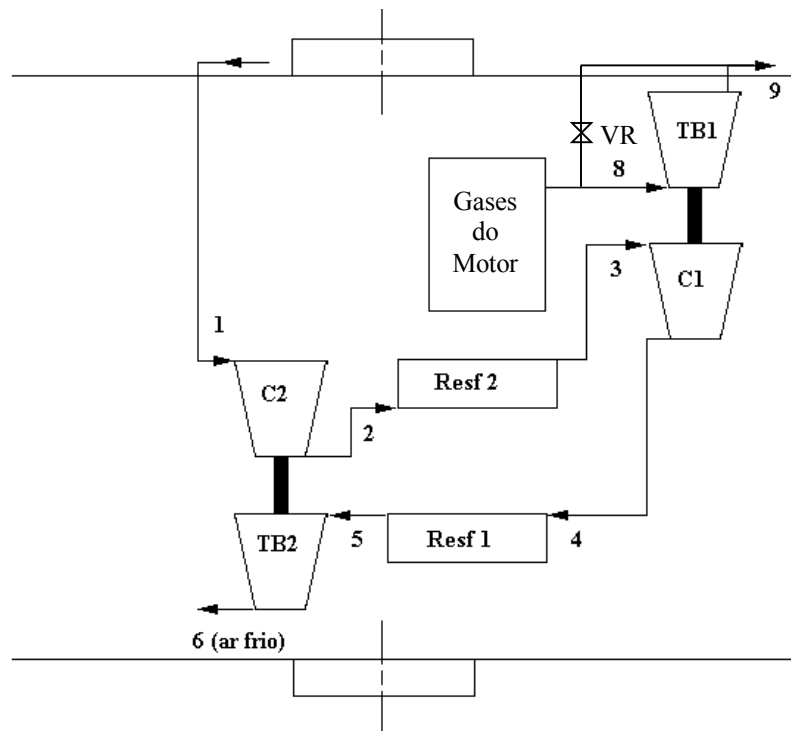 9
TB1
VR
8
Gases
do
Motor
3
C1
1
C2
Resf 2
2
TB2
5
Resf 1
4
6 (ar frio)